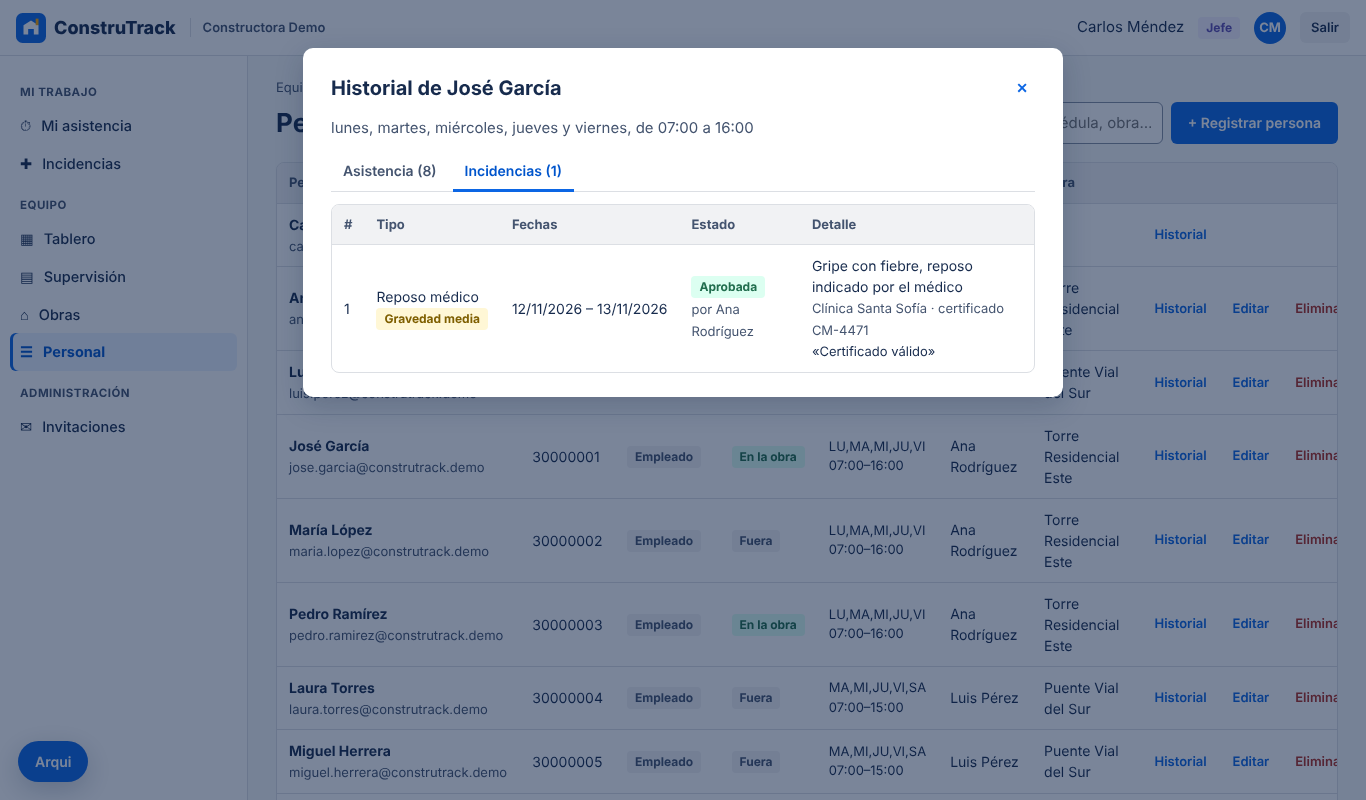 ConstruTrack
Constructora Demo
Carlos Méndez
Jefe
CM
Salir
MI TRABAJO
Mi asistencia
Incidencias
EQUIPO
Tablero
Supervisión
Obras
Personal
ADMINISTRACIÓN
Invitaciones
Arqui
Historial de José García
×
lunes, martes, miércoles, jueves y viernes, de 07:00 a 16:00
Asistencia (8)
Incidencias (1)
# Tipo Fechas Estado Detalle
1
Reposo médico
Gravedad media
12/11/2026 – 13/11/2026
Aprobada
por Ana
Rodríguez
Gripe con fiebre, reposo
indicado por el médico
Clínica Santa Sofía · certificado
CM-4471
«Certificado válido»
obra...
+ Registrar persona
Historial
Historial Editar
Vial
Sur
Historial Editar
José García
jose.garcia@construtrack.demo
30000001
Empleado
En la obra
LU,MA,MI,JU,VI
07:00–16:00
Ana
Rodríguez
Torre
Residencial
Este
Historial Editar
María López
maria.lopez@construtrack.demo
30000002
Empleado
Fuera
LU,MA,MI,JU,VI
07:00–16:00
Ana
Rodríguez
Torre
Residencial
Este
Historial Editar
Pedro Ramírez
pedro.ramirez@construtrack.demo
30000003
Empleado
En la obra
LU,MA,MI,JU,VI
07:00–16:00
Ana
Rodríguez
Torre
Residencial
Este
Historial Editar
Laura Torres
laura.torres@construtrack.demo
30000004
Empleado
Fuera
MA,MI,JU,VI,SA
07:00–15:00
Luis Pérez
Puente Vial
del Sur
Historial Editar
Miguel Herrera
miguel.herrera@construtrack.demo
30000005
Empleado
Fuera
MA,MI,JU,VI,SA
07:00–15:00
Luis Pérez
Puente Vial
del Sur
Historial Editar